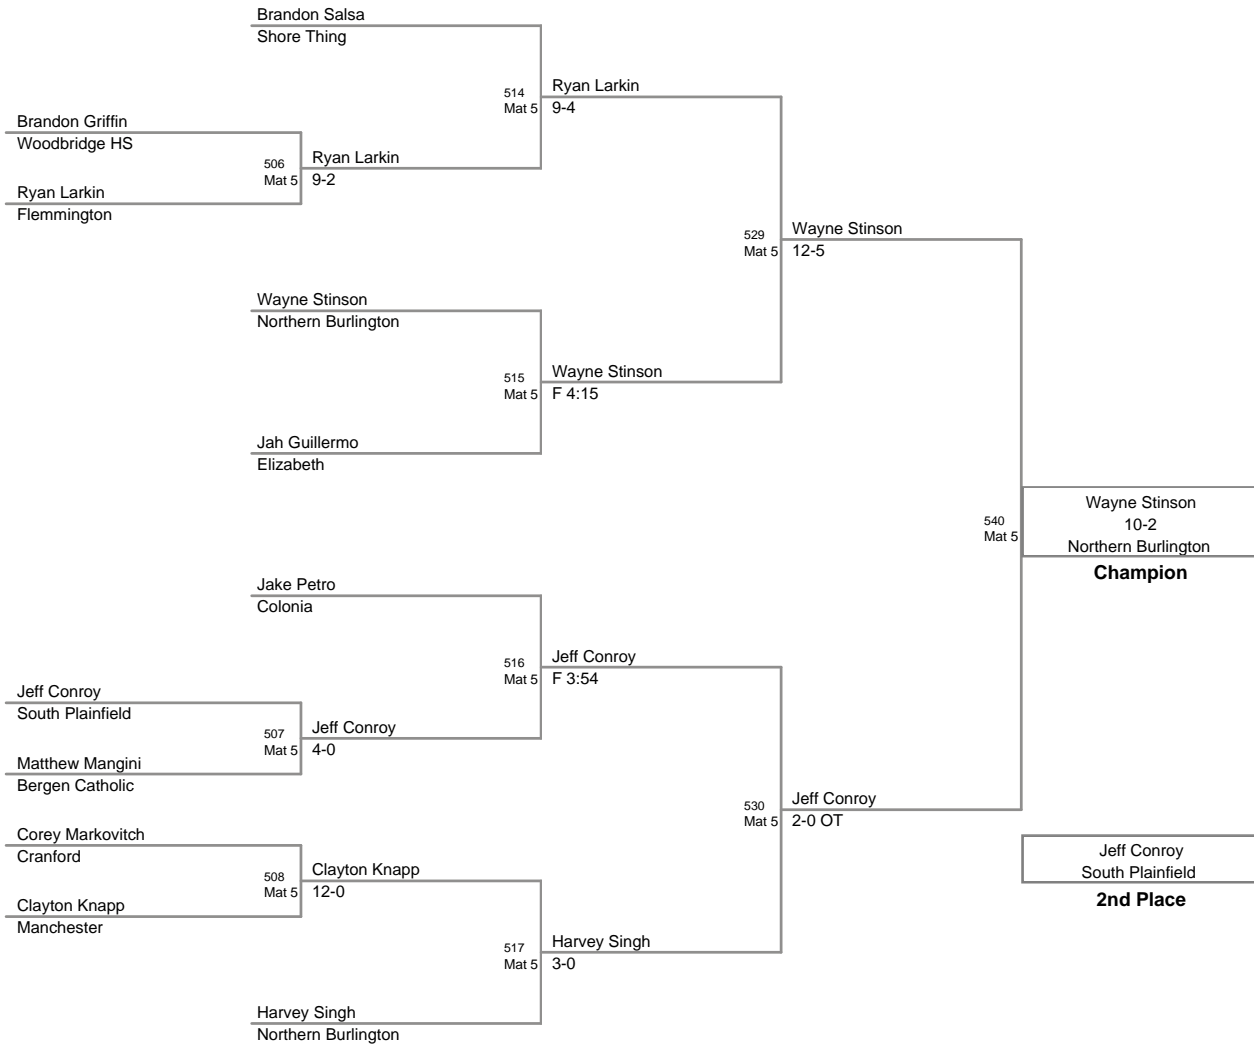 Brandon Salsa
Shore Thing
514
Mat 5
Ryan Larkin
9-4
Brandon Griffin
Woodbridge HS
506
Mat 5
Ryan Larkin
9-2
Ryan Larkin
Flemmington
529
Mat 5
Wayne Stinson
12-5
Wayne Stinson
Northern Burlington
515
Mat 5
Wayne Stinson
F 4:15
Jah Guillermo
Elizabeth
540
Mat 5
Wayne Stinson
10-2
Northern Burlington
Champion
Jake Petro
Colonia
516
Mat 5
Jeff Conroy
F 3:54
Jeff Conroy
South Plainfield
507
Mat 5
Jeff Conroy
4-0
Matthew Mangini
Bergen Catholic
530
Mat 5
Jeff Conroy
2-0 OT
Corey Markovitch
Cranford
508
Mat 5
Clayton Knapp
12-0
Clayton Knapp
Manchester
Jeff Conroy
South Plainfield
2nd Place
517
Mat 5
Harvey Singh
3-0
Harvey Singh
Northern Burlington